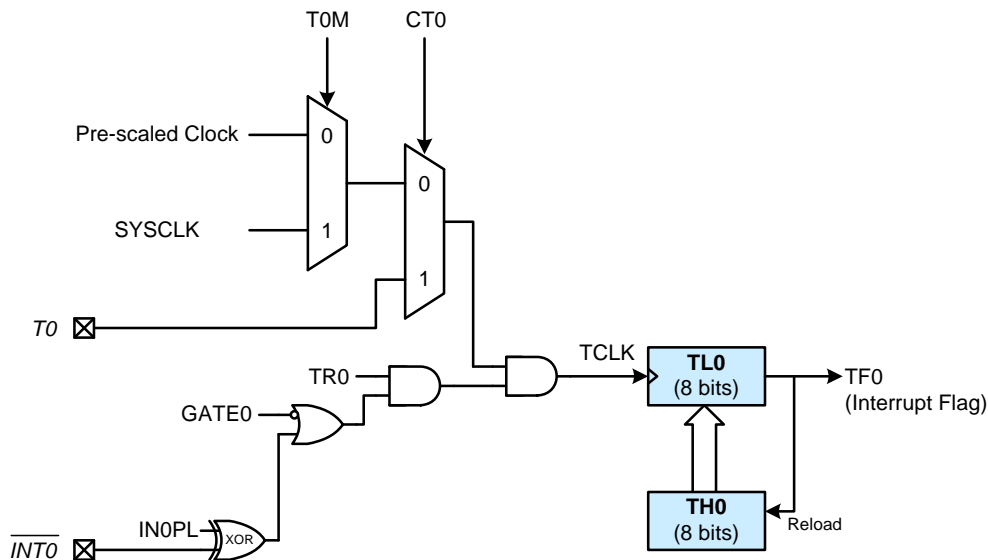 T0M CT0
Pre-scaled Clock 0
0
SYSCLK 1
1
T0
TCLK TL0 TF0
TR0 (8 bits) (Interrupt Flag)
GATE0
TH0
IN0PL XOR (8 bits) Reload
INT0